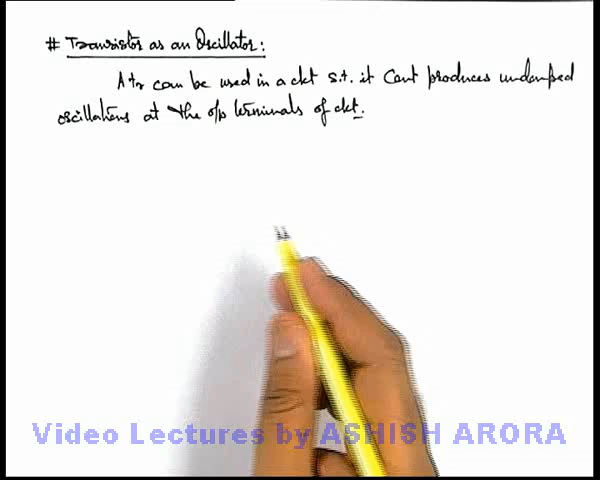 # Transistor as an Oscillator :
A tr can be used in a ckt s.t. it cont produces undamped
oscillations at the o/p terminals of ckt.
Video Lectures by ASHISH ARORA